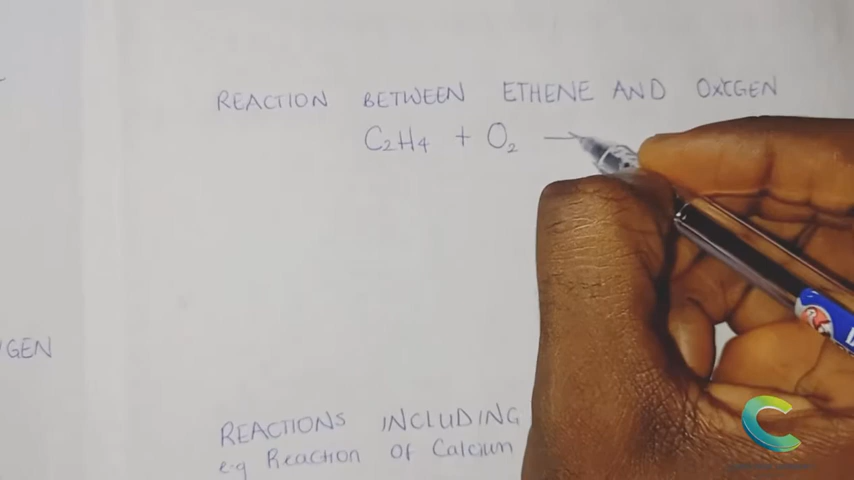 REACTION BETWEEN ETHENE AND OXYGEN
C₂H₄ + O₂ →
GEN
REACTIONS INCLUDING
e.g Reaction of Calcium